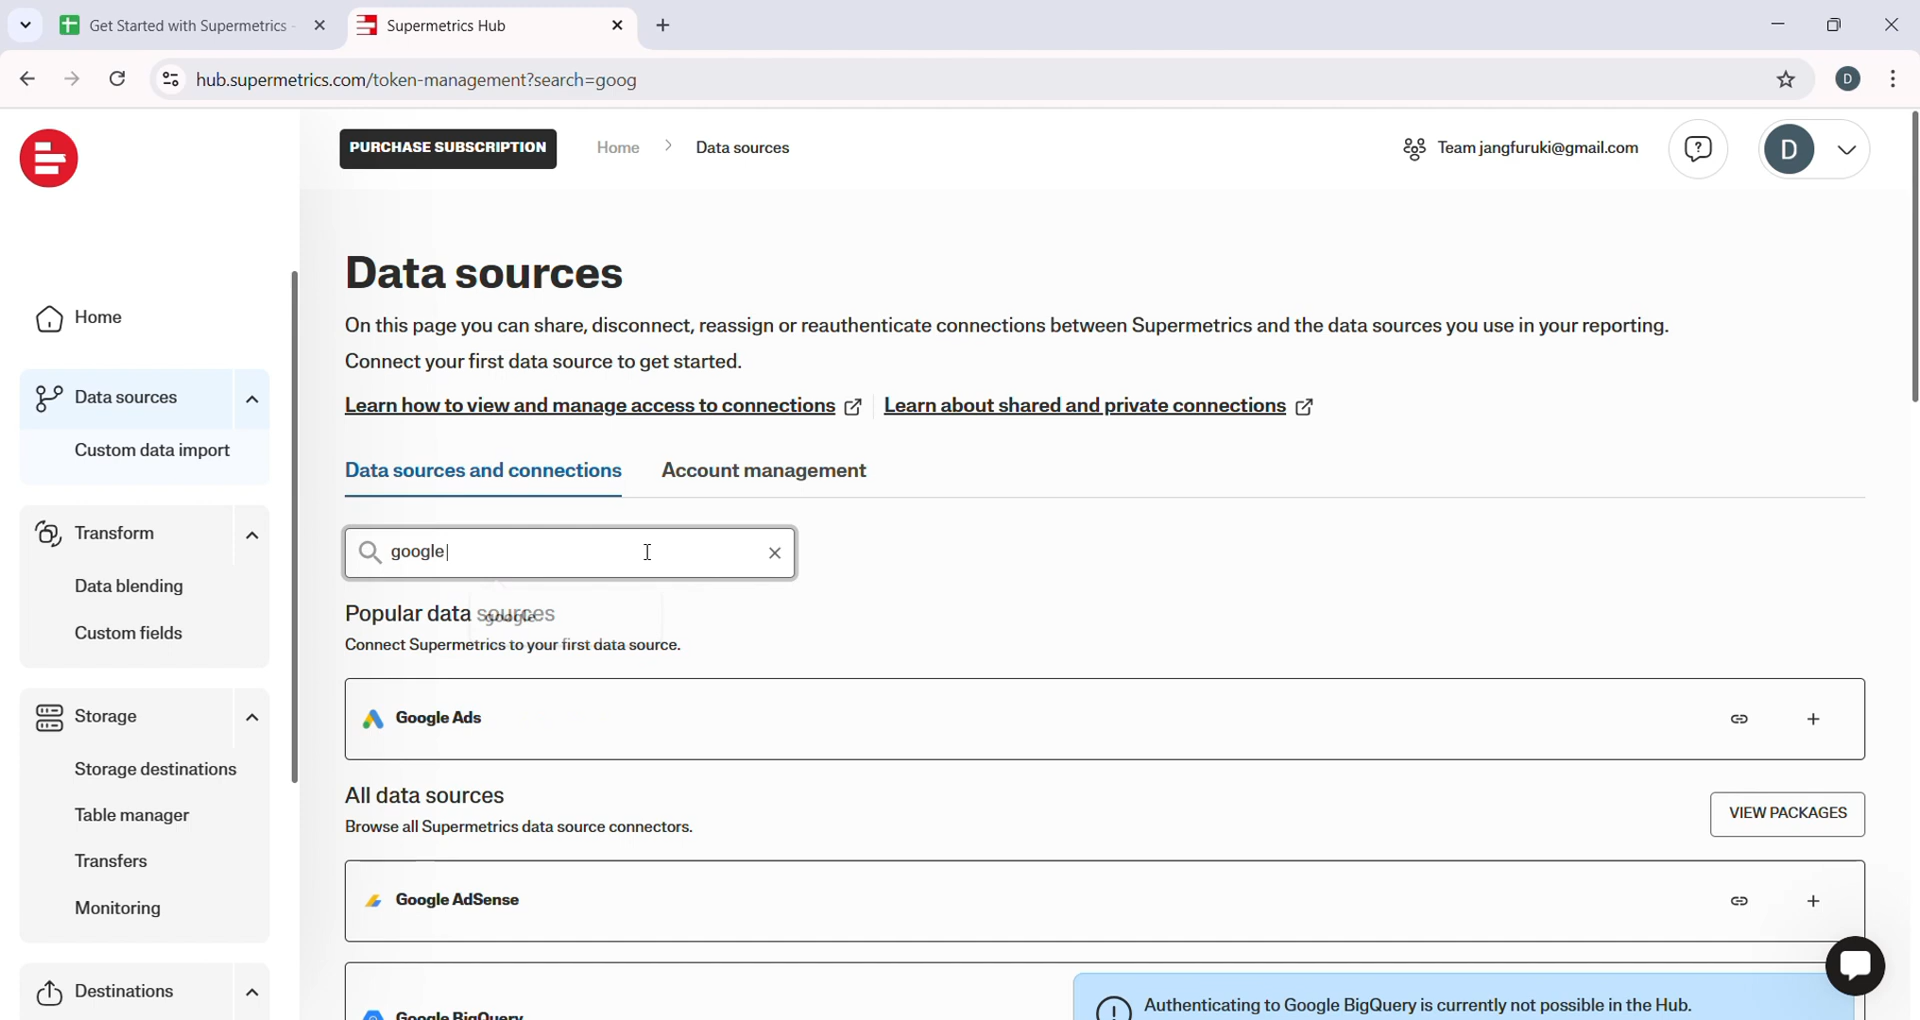 Get Started with Supermetrics -
Supermetrics Hub
hub.supermetrics.com/token-management?search=goog
D
PURCHASE SUBSCRIPTION
Home
Data sources
Team jangfuruki@gmail.com
D
Home
Data sources
Custom data import
Transform
Data blending
Custom fields
Storage
Storage destinations
Table manager
Transfers
Monitoring
Destinations
Data sources
On this page you can share, disconnect, reassign or reauthenticate connections between Supermetrics and the data sources you use in your reporting.
Connect your first data source to get started.
Learn how to view and manage access to connections
Learn about shared and private connections
Data sources and connections
Account management
google
Popular data sources
google
Connect Supermetrics to your first data source.
Google Ads
All data sources
Browse all Supermetrics data source connectors.
VIEW PACKAGES
Google AdSense
Google BigQuery
Authenticating to Google BigQuery is currently not possible in the Hub.